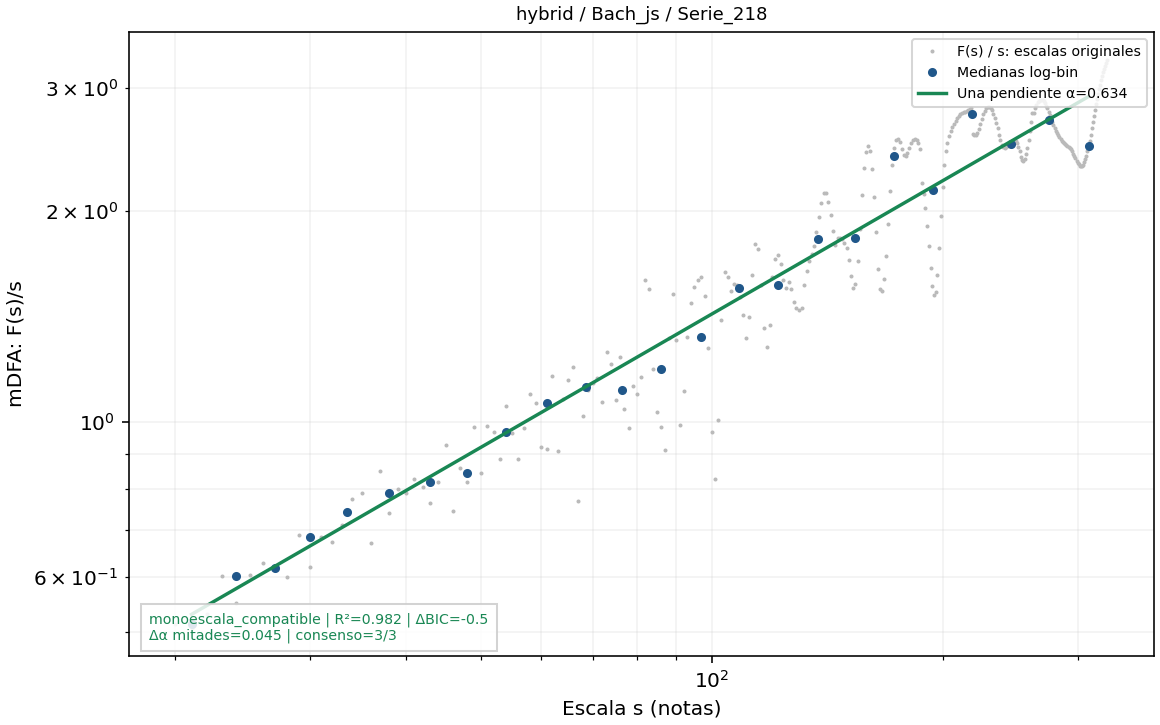 hybrid / Bach_js / Serie_218
F(s) / s: escalas originales
Medianas log-bin
Una pendiente α=0.634
3 × 10⁰
2 × 10⁰
10⁰
6 × 10⁻¹
mDFA: F(s)/s
monoescala_compatible | R²=0.982 | ΔBIC=-0.5
Δα mitades=0.045 | consenso=3/3
10²
Escala s (notas)